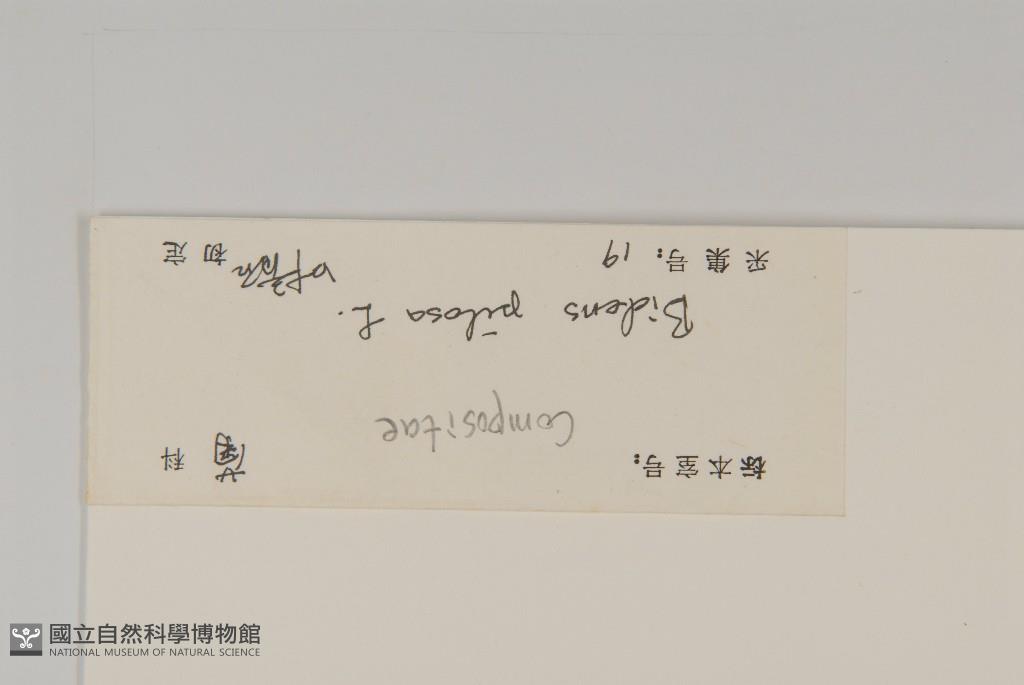 标本室号： 菊科
Compositae
Bidens pilosa L.
采集号：19 初定
國立自然科學博物館
NATIONAL MUSEUM OF NATURAL SCIENCE